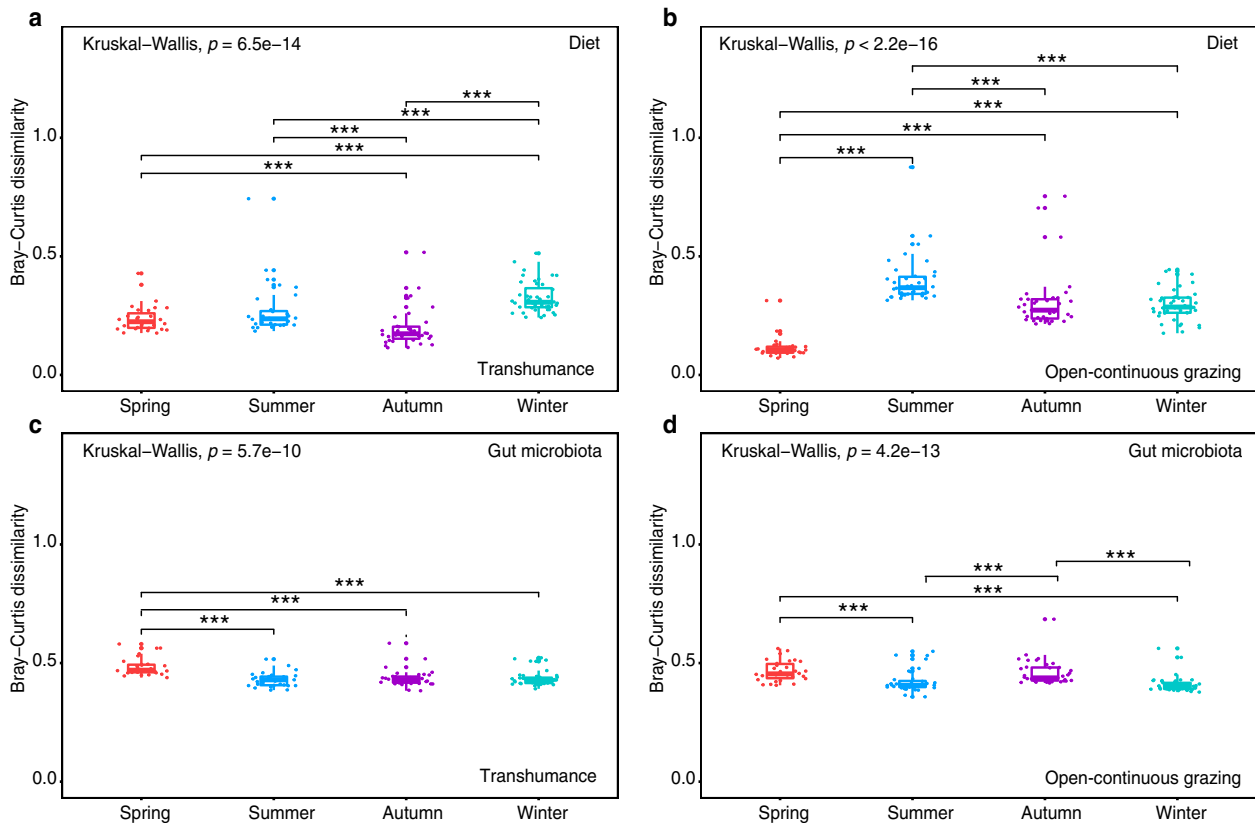 a
Kruskal–Wallis, p = 6.5e−14
Diet
Bray−Curtis dissimilarity
1.0
0.5
0.0
***
***
***
***
***
Transhumance
Spring
Summer
Autumn
Winter
b
Kruskal–Wallis, p < 2.2e−16
Diet
Bray−Curtis dissimilarity
1.0
0.5
0.0
***
***
***
***
***
Open-continuous grazing
Spring
Summer
Autumn
Winter
c
Kruskal–Wallis, p = 5.7e−10
Gut microbiota
Bray−Curtis dissimilarity
1.0
0.5
0.0
***
***
***
Transhumance
Spring
Summer
Autumn
Winter
d
Kruskal–Wallis, p = 4.2e−13
Gut microbiota
Bray−Curtis dissimilarity
1.0
0.5
0.0
***
***
***
***
Open-continuous grazing
Spring
Summer
Autumn
Winter